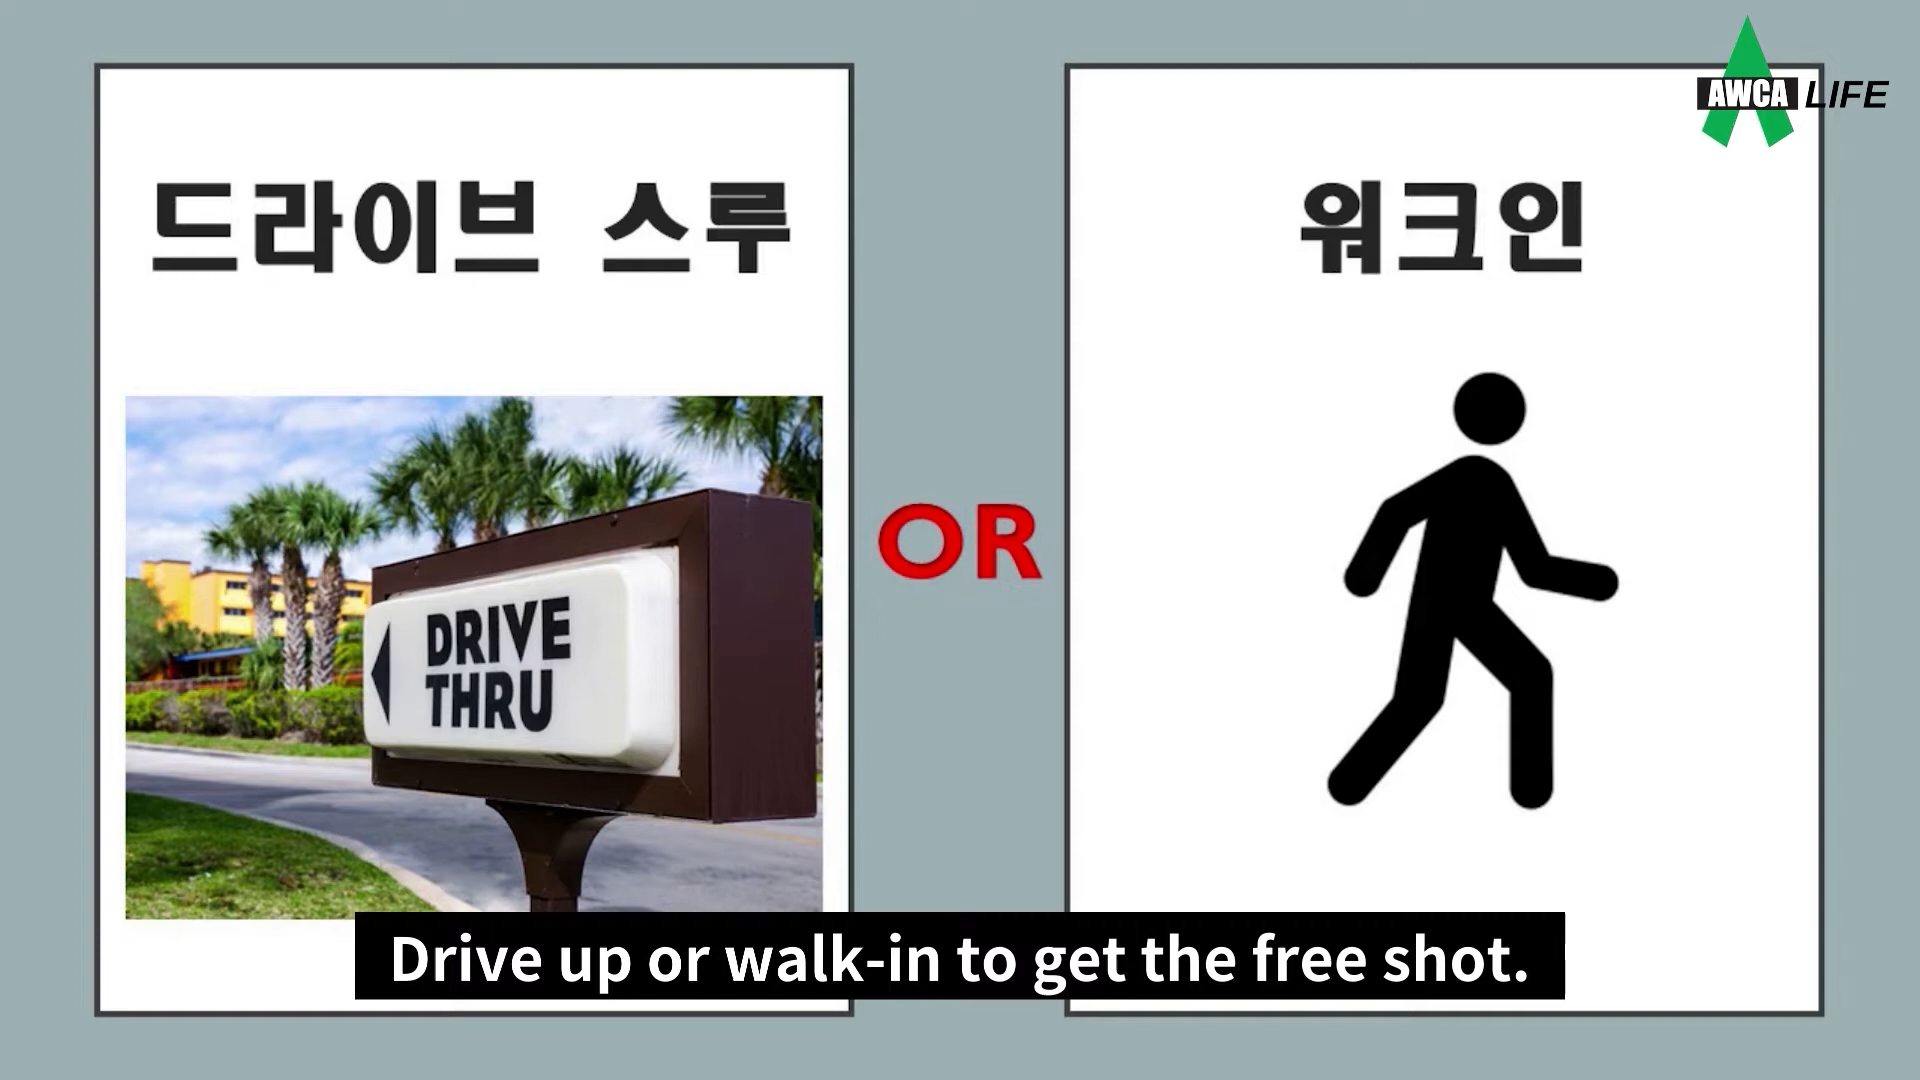 AWCA LIFE
드라이브 스루
워크인
OR
DRIVE
THRU
Drive up or walk-in to get the free shot.